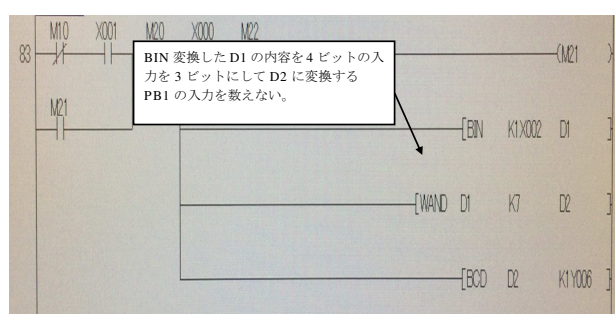 M10 X001 M20 X000 M22
83 (M21 )
BIN 変換した D1 の内容を 4 ビットの入
力を 3 ビットにして D2 に変換する
PB1 の入力を数えない。
M21
[BIN K1X002 D1 ]
[WAND D1 K7 D2 ]
[BCD D2 K1Y006 ]